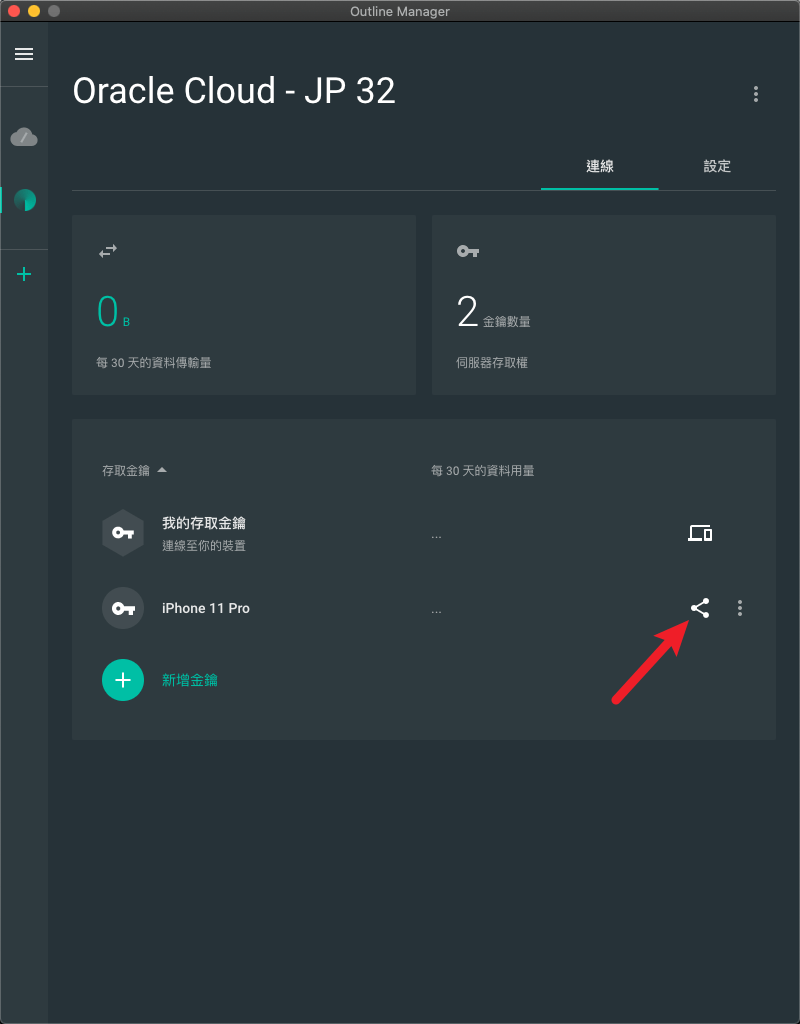 Outline Manager
Oracle Cloud - JP 32
連線
設定
0 B
每 30 天的資料傳輸量
2 金鑰數量
伺服器存取權
存取金鑰
每 30 天的資料用量
我的存取金鑰
...
連線至你的裝置
iPhone 11 Pro
...
新增金鑰